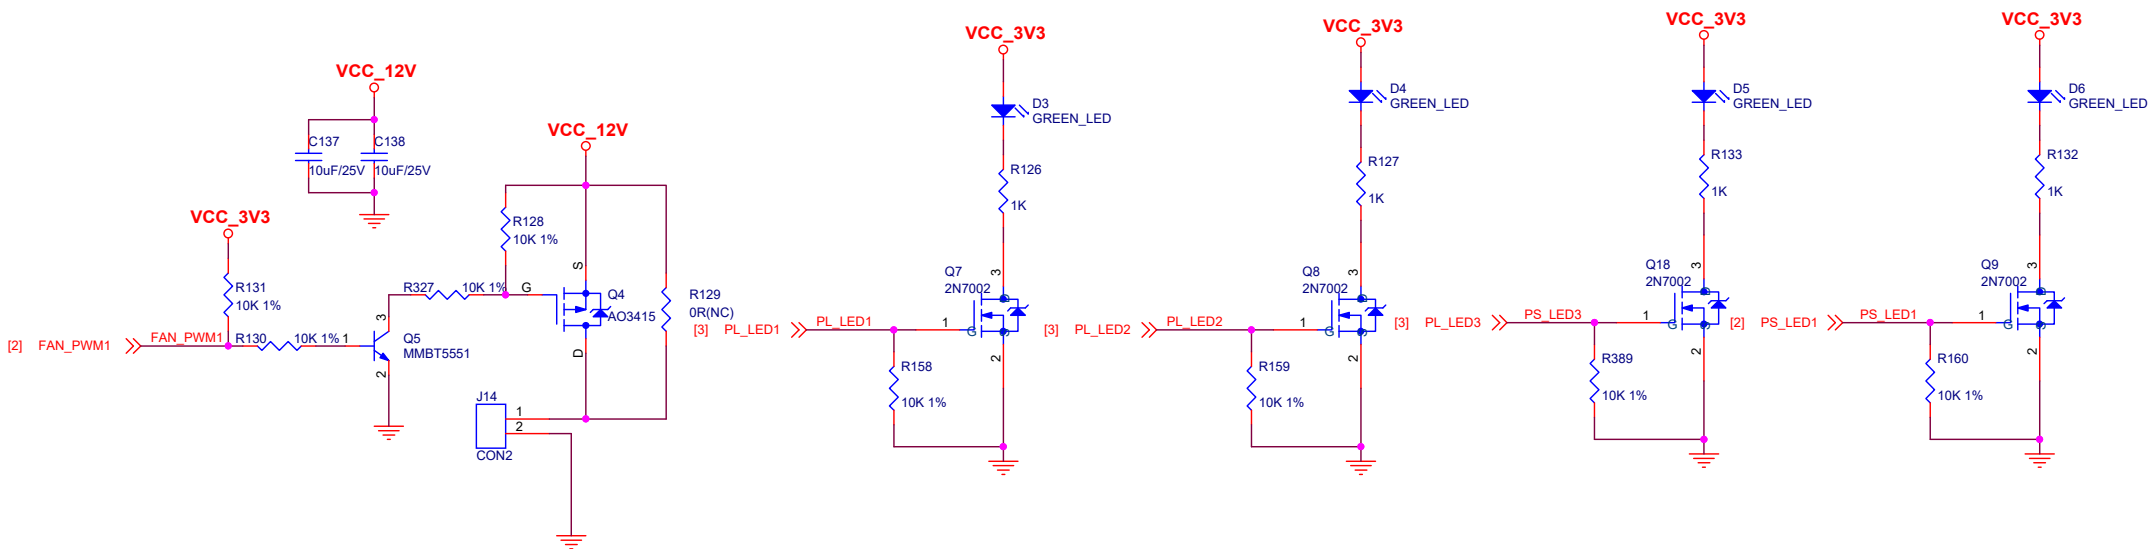 VCC_12V
C137
10uF/25V
C138
10uF/25V
VCC_3V3
R131
10K 1%
[2] FAN_PWM1
FAN_PWM1
R130
10K 1%
1
3
2
Q5
MMBT5551
R327
10K 1%
VCC_12V
R128
10K 1%
G
S
D
Q4
AO3415
R129
0R(NC)
J14
1
2
CON2
VCC_3V3
D3
GREEN_LED
R126
1K
Q7
2N7002
3
[3] PL_LED1
PL_LED1
1
G
2
R158
10K 1%
VCC_3V3
D4
GREEN_LED
R127
1K
Q8
2N7002
3
[3] PL_LED2
PL_LED2
1
G
2
R159
10K 1%
VCC_3V3
D5
GREEN_LED
R133
1K
Q18
2N7002
3
[3] PL_LED3
PS_LED3
1
G
2
R389
10K 1%
VCC_3V3
D6
GREEN_LED
R132
1K
Q9
2N7002
3
[2] PS_LED1
PS_LED1
1
G
2
R160
10K 1%